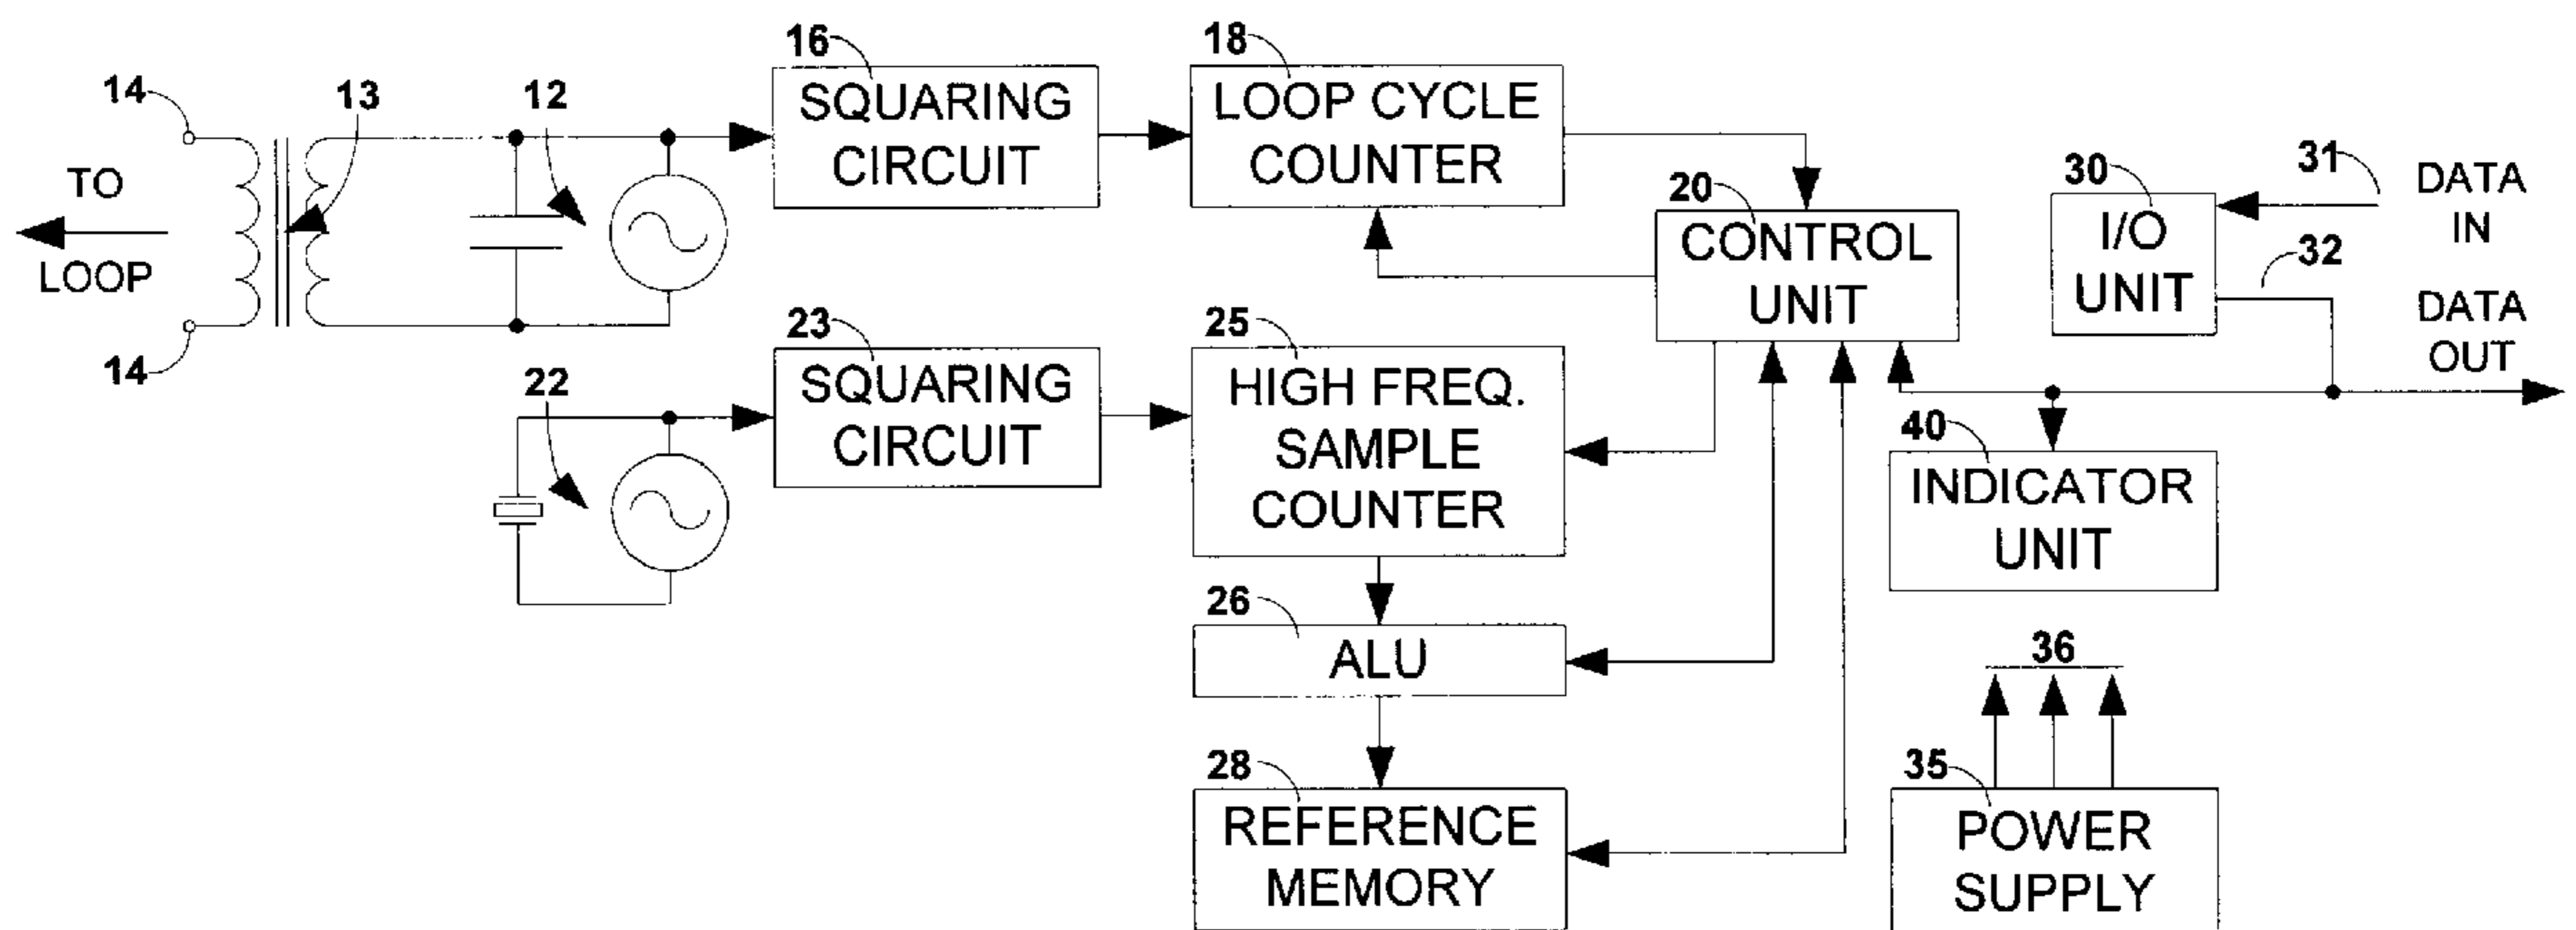 14
13
12
16
SQUARING
CIRCUIT
18
LOOP CYCLE
COUNTER
TO
LOOP
14
20
CONTROL
UNIT
30
I/O
UNIT
31
DATA
IN
32
DATA
OUT
22
23
SQUARING
CIRCUIT
25
HIGH FREQ.
SAMPLE
COUNTER
40
INDICATOR
UNIT
26
ALU
28
REFERENCE
MEMORY
36
35
POWER
SUPPLY